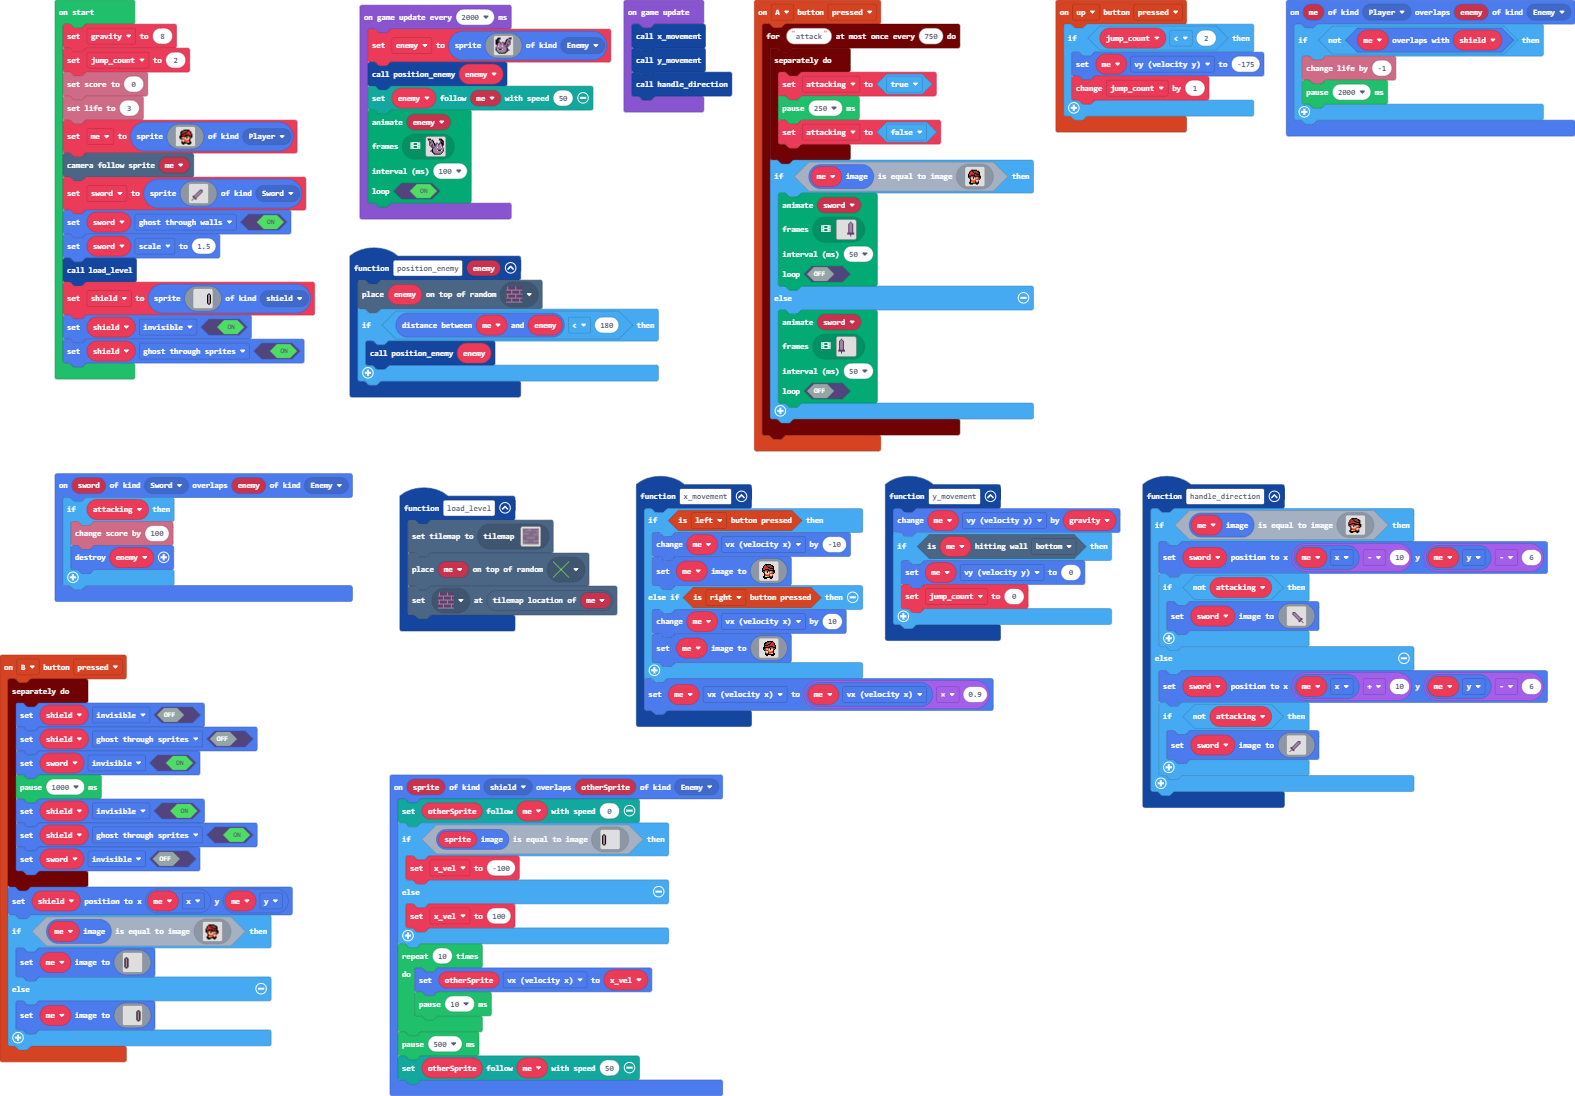 on start
set gravity to 8
set jump_count to 2
set score to 0
set life to 3
set me to sprite of kind Player
camera follow sprite me
set sword to sprite of kind Sword
set sword ghost through walls ON
set sword scale to 1.5
call load_level
set shield to sprite of kind shield
set shield invisible ON
set shield ghost through sprites ON
on game update every 2000 ms
set enemy to sprite of kind Enemy
call position_enemy enemy
set enemy follow me with speed 50
animate enemy
frames
interval (ms) 100
loop ON
function position_enemy enemy
place enemy on top of random
if distance between me and enemy < 180 then
call position_enemy enemy
on game update
call x_movement
call y_movement
call handle_direction
on A button pressed
for "attack" at most once every 750 do
separately do
set attacking to true
pause 250 ms
set attacking to false
if me image is equal to image then
animate sword
frames
interval (ms) 50
loop OFF
else
animate sword
frames
interval (ms) 50
loop OFF
on up button pressed
if jump_count < 2 then
set me vy (velocity y) to -175
change jump_count by 1
on me of kind Player overlaps enemy of kind Enemy
if not me overlaps with shield then
change life by -1
pause 2000 ms
on sword of kind Sword overlaps enemy of kind Enemy
if attacking then
change score by 100
destroy enemy
function load_level
set tilemap to tilemap
place me on top of random
set at tilemap location of me
function x_movement
if is left button pressed then
change me vx (velocity x) by -10
set me image to
else if is right button pressed then
change me vx (velocity x) by 10
set me image to
set me vx (velocity x) to me vx (velocity x) × 0.9
function y_movement
change me vy (velocity y) by gravity
if is me hitting wall bottom then
set me vy (velocity y) to 0
set jump_count to 0
function handle_direction
if me image is equal to image then
set sword position to x me x - 10 y me y - 6
if not attacking then
set sword image to
else
set sword position to x me x + 10 y me y - 6
if not attacking then
set sword image to
on B button pressed
separately do
set shield invisible OFF
set shield ghost through sprites OFF
set sword invisible ON
pause 1000 ms
set shield invisible ON
set shield ghost through sprites ON
set sword invisible OFF
set shield position to x me x y me y
if me image is equal to image then
set me image to
else
set me image to
on sprite of kind shield overlaps otherSprite of kind Enemy
set otherSprite follow me with speed 0
if sprite image is equal to image then
set x_vel to -100
else
set x_vel to 100
repeat 10 times
do set otherSprite vx (velocity x) to x_vel
pause 10 ms
pause 500 ms
set otherSprite follow me with speed 50